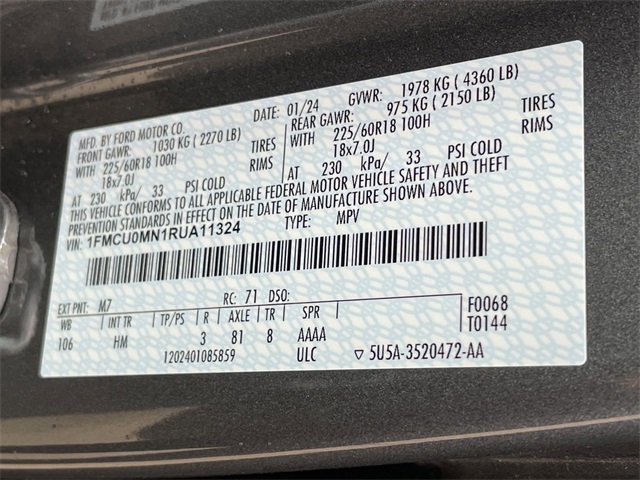 MFD. BY FORD MOTOR CO. DATE: 01/24 GVWR: 1978 KG ( 4360 LB)
FRONT GAWR: 1030 KG ( 2270 LB) REAR GAWR: 975 KG ( 2150 LB)
WITH 225/60R18 100H TIRES WITH 225/60R18 100H TIRES
18x7.0J RIMS 18x7.0J RIMS
AT 230 kPa/ 33 PSI COLD AT 230 kPa/ 33 PSI COLD
THIS VEHICLE CONFORMS TO ALL APPLICABLE FEDERAL MOTOR VEHICLE SAFETY AND THEFT
PREVENTION STANDARDS IN EFFECT ON THE DATE OF MANUFACTURE SHOWN ABOVE.
VIN: 1FMCU0MN1RUA11324 TYPE: MPV
EXT PNT: M7 RC: 71 DSO:
WB INT TR TP/PS R AXLE TR SPR
106 HM 3 81 8 AAAA
1202401085859 ULC
F0068
T0144
▽ 5U5A-3520472-AA